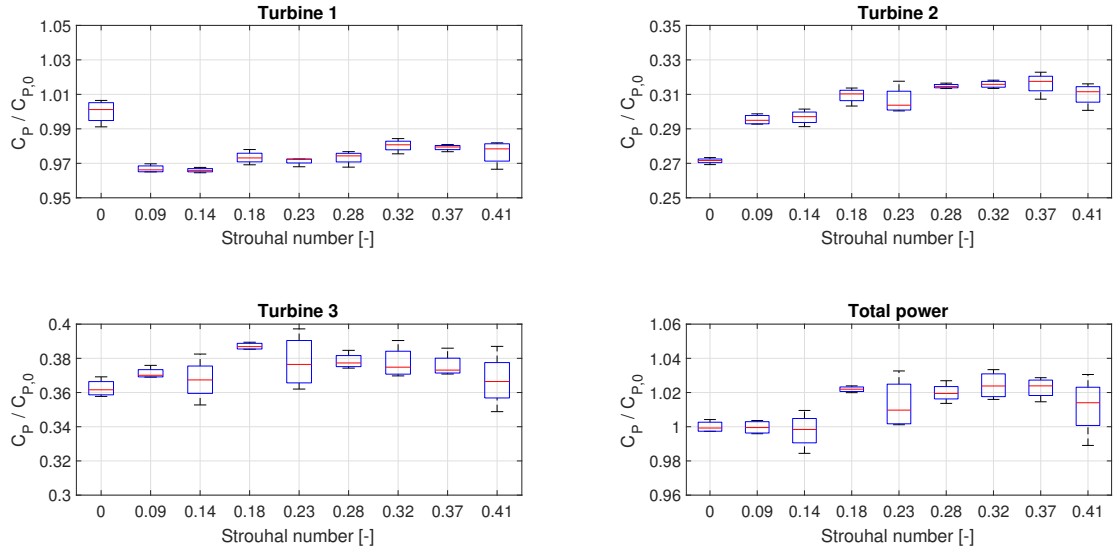 Turbine 1
C_P / C_P,0
1.05
1.03
1.01
0.99
0.97
0.95
0 0.09 0.14 0.18 0.23 0.28 0.32 0.37 0.41
Strouhal number [-]
Turbine 2
C_P / C_P,0
0.35
0.33
0.31
0.29
0.27
0.25
0 0.09 0.14 0.18 0.23 0.28 0.32 0.37 0.41
Strouhal number [-]
Turbine 3
C_P / C_P,0
0.4
0.38
0.36
0.34
0.32
0.3
0 0.09 0.14 0.18 0.23 0.28 0.32 0.37 0.41
Strouhal number [-]
Total power
C_P / C_P,0
1.06
1.04
1.02
1
0.98
0.96
0 0.09 0.14 0.18 0.23 0.28 0.32 0.37 0.41
Strouhal number [-]